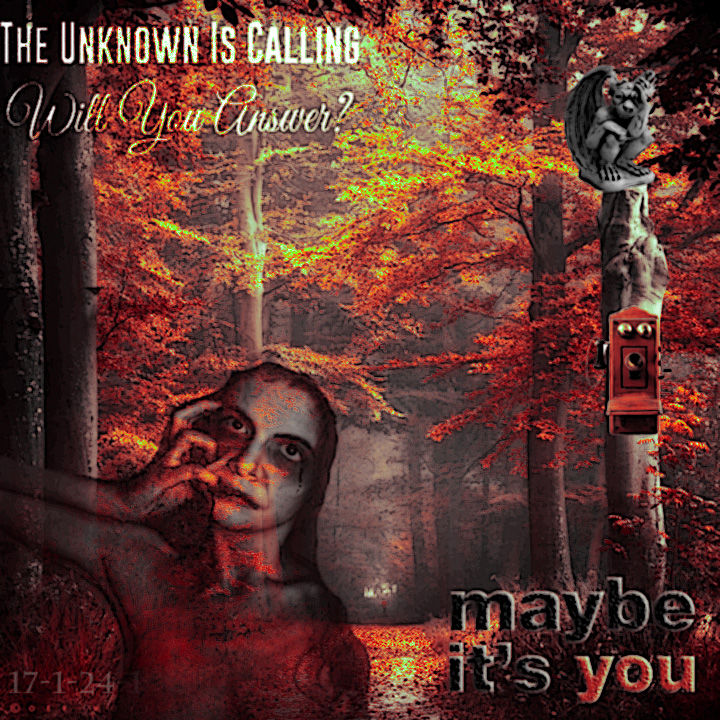 THE UNKNOWN IS CALLING
Will You Answer?
maybe
it's you
17-1-24